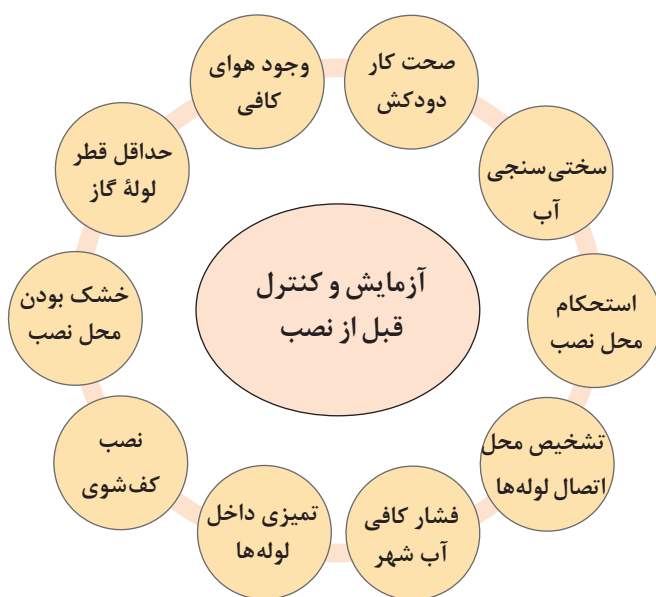 آزمایش و کنترل
قبل از نصب
صحت کار
دودکش
سختی‌سنجی
آب
استحکام
محل نصب
تشخیص محل
اتصال لوله‌ها
فشار کافی
آب شهر
تمیزی داخل
لوله‌ها
نصب
کف‌شوی
خشک بودن
محل نصب
حداقل قطر
لولهٔ گاز
وجود هوای
کافی